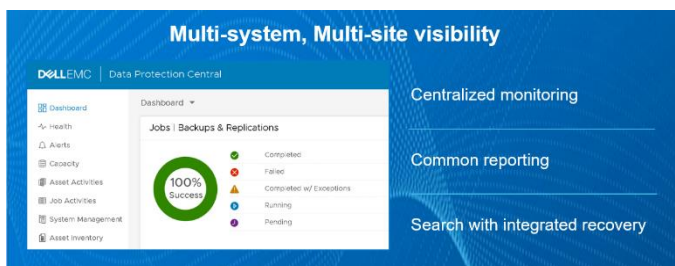 Multi-system, Multi-site visibility
DELLEMC | Data Protection Central
Dashboard
Health
Alerts
Capacity
Asset Activities
Job Activities
System Management
Asset Inventory
Dashboard
Jobs | Backups & Replications
100%
Success
Completed
Failed
Completed w/ Exceptions
Running
Pending
Centralized monitoring
Common reporting
Search with integrated recovery